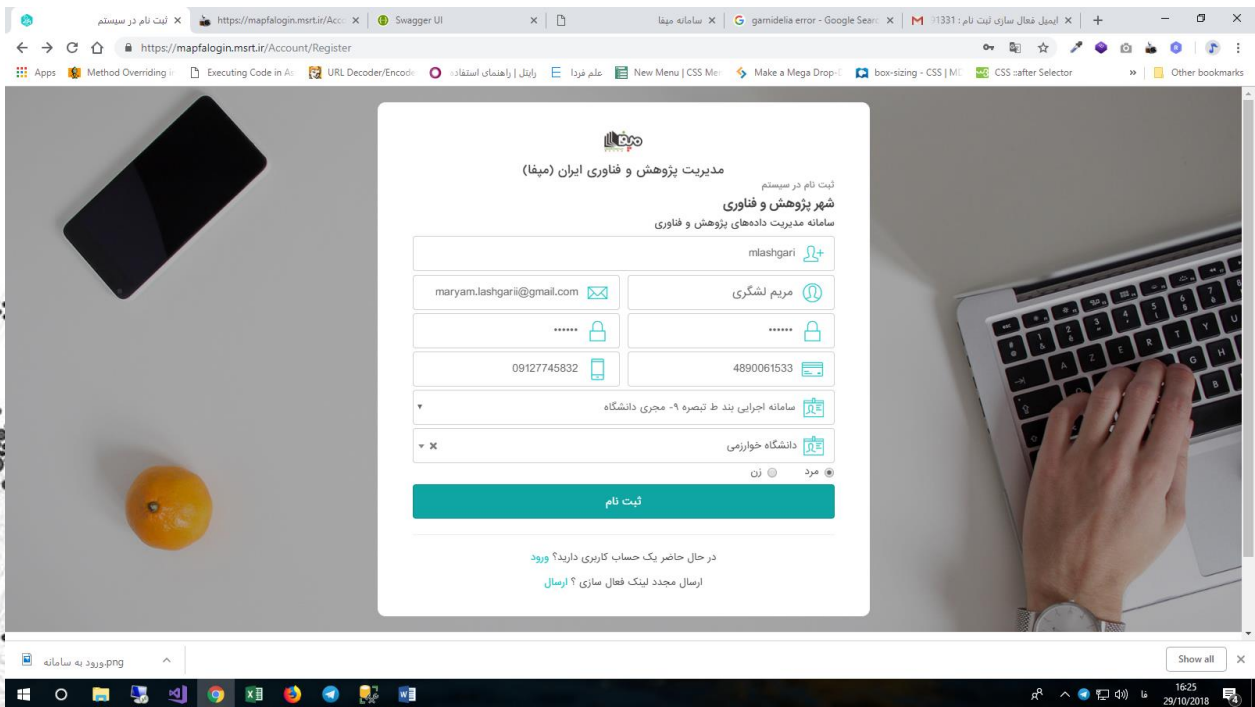 ثبت نام در سیستم
https://mapfalogin.msrt.ir/Acc
Swagger UI
سامانه میفا
garnidelia error - Google Searc
ایمیل فعال سازی ثبت نام : 91331
https://mapfalogin.msrt.ir/Account/Register
Apps
Method Overriding in
Executing Code in As
URL Decoder/Encode
رایتل | راهنمای استفاده
علم فردا
New Menu | CSS Me
Make a Mega Drop-
box-sizing - CSS | M
CSS ::after Selector
»
Other bookmarks
مدیریت پژوهش و فناوری ایران (میفا)
ثبت نام در سیستم
شهر پژوهش و فناوری
سامانه مدیریت داده‌های پژوهش و فناوری
mlashgari
مریم لشگری
maryam.lashgarii@gmail.com
••••••
••••••
4890061533
09127745832
سامانه اجرایی بند ط تبصره ۹- مجری دانشگاه
دانشگاه خوارزمی
مرد
زن
ثبت نام
در حال حاضر یک حساب کاربری دارید؟ ورود
ارسال مجدد لینک فعال سازی ؟ ارسال
ورود به سامانه.png
Show all
فا
16:25
29/10/2018